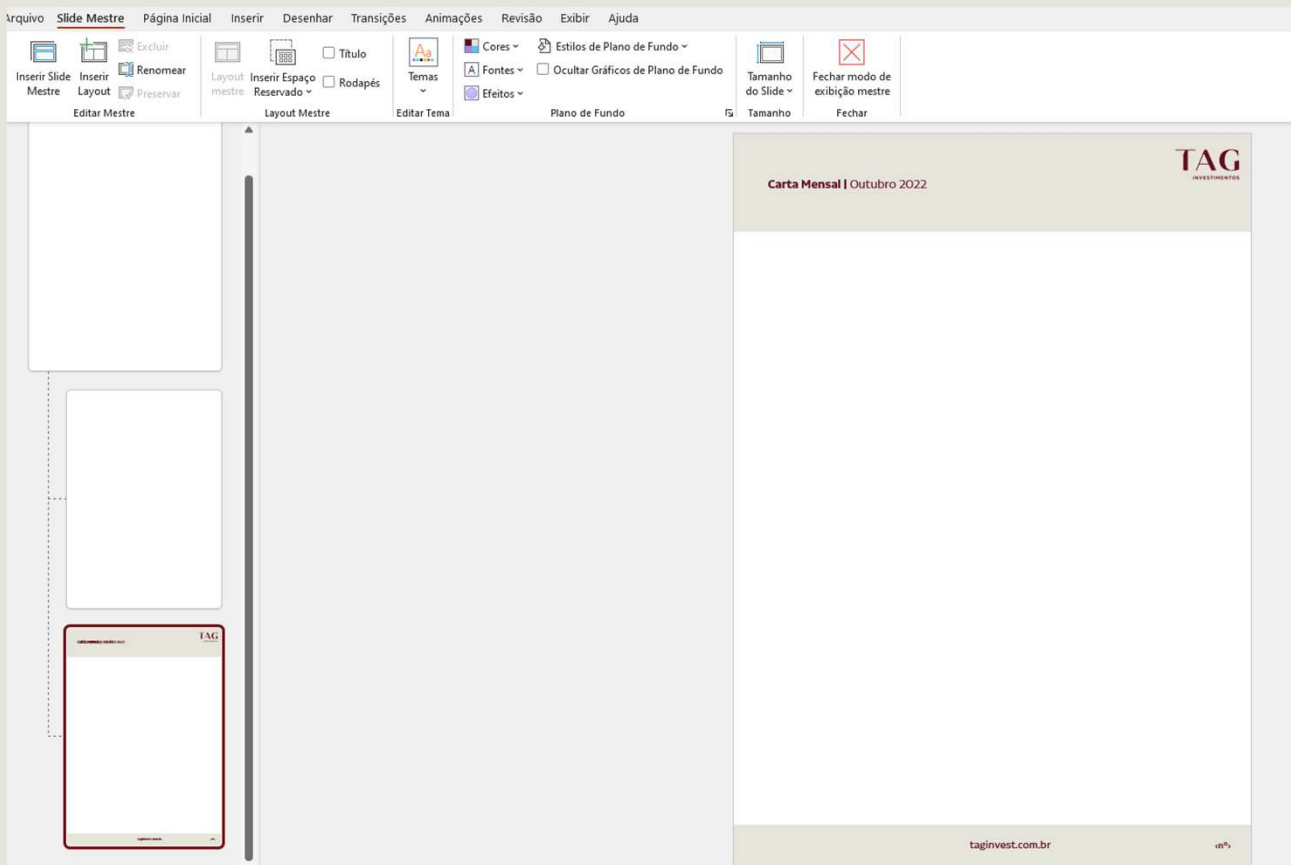 Arquivo Slide Mestre Página Inicial Inserir Desenhar Transições Animações Revisão Exibir Ajuda
Inserir Slide Mestre
Inserir Layout
Excluir
Renomear
Preservar
Editar Mestre
Layout mestre
Inserir Espaço Reservado
Título
Rodapés
Layout Mestre
Aa
Temas
Editar Tema
Cores
A Fontes
Efeitos
Estilos de Plano de Fundo
Ocultar Gráficos de Plano de Fundo
Plano de Fundo
Tamanho do Slide
Tamanho
Fechar modo de exibição mestre
Fechar
TAG
INVESTIMENTOS
Carta Mensal | Outubro 2022
TAG
taginvest.com.br
‹nº›